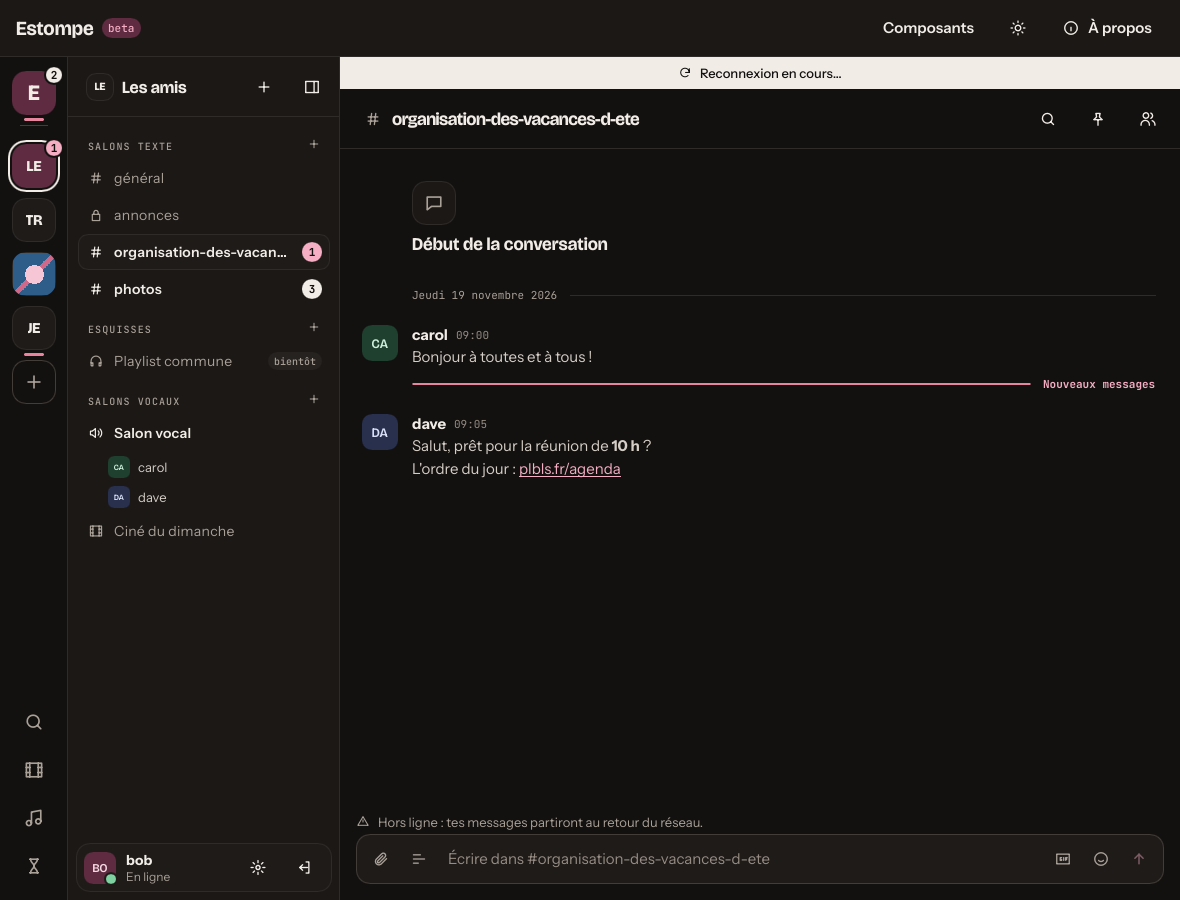 Estompe beta
Composants
À propos
E 2
LE 1
TR
JE
LE Les amis
SALONS TEXTE
général
annonces
organisation-des-vacan... 1
photos 3
ESQUISSES
Playlist commune bientôt
SALONS VOCAUX
Salon vocal
CA carol
DA dave
Ciné du dimanche
BO bob
En ligne
Reconnexion en cours…
# organisation-des-vacances-d-ete
Début de la conversation
Jeudi 19 novembre 2026
CA carol 09:00
Bonjour à toutes et à tous !
Nouveaux messages
DA dave 09:05
Salut, prêt pour la réunion de 10 h ?
L'ordre du jour : plbls.fr/agenda
Hors ligne : tes messages partiront au retour du réseau.
Écrire dans #organisation-des-vacances-d-ete
GIF